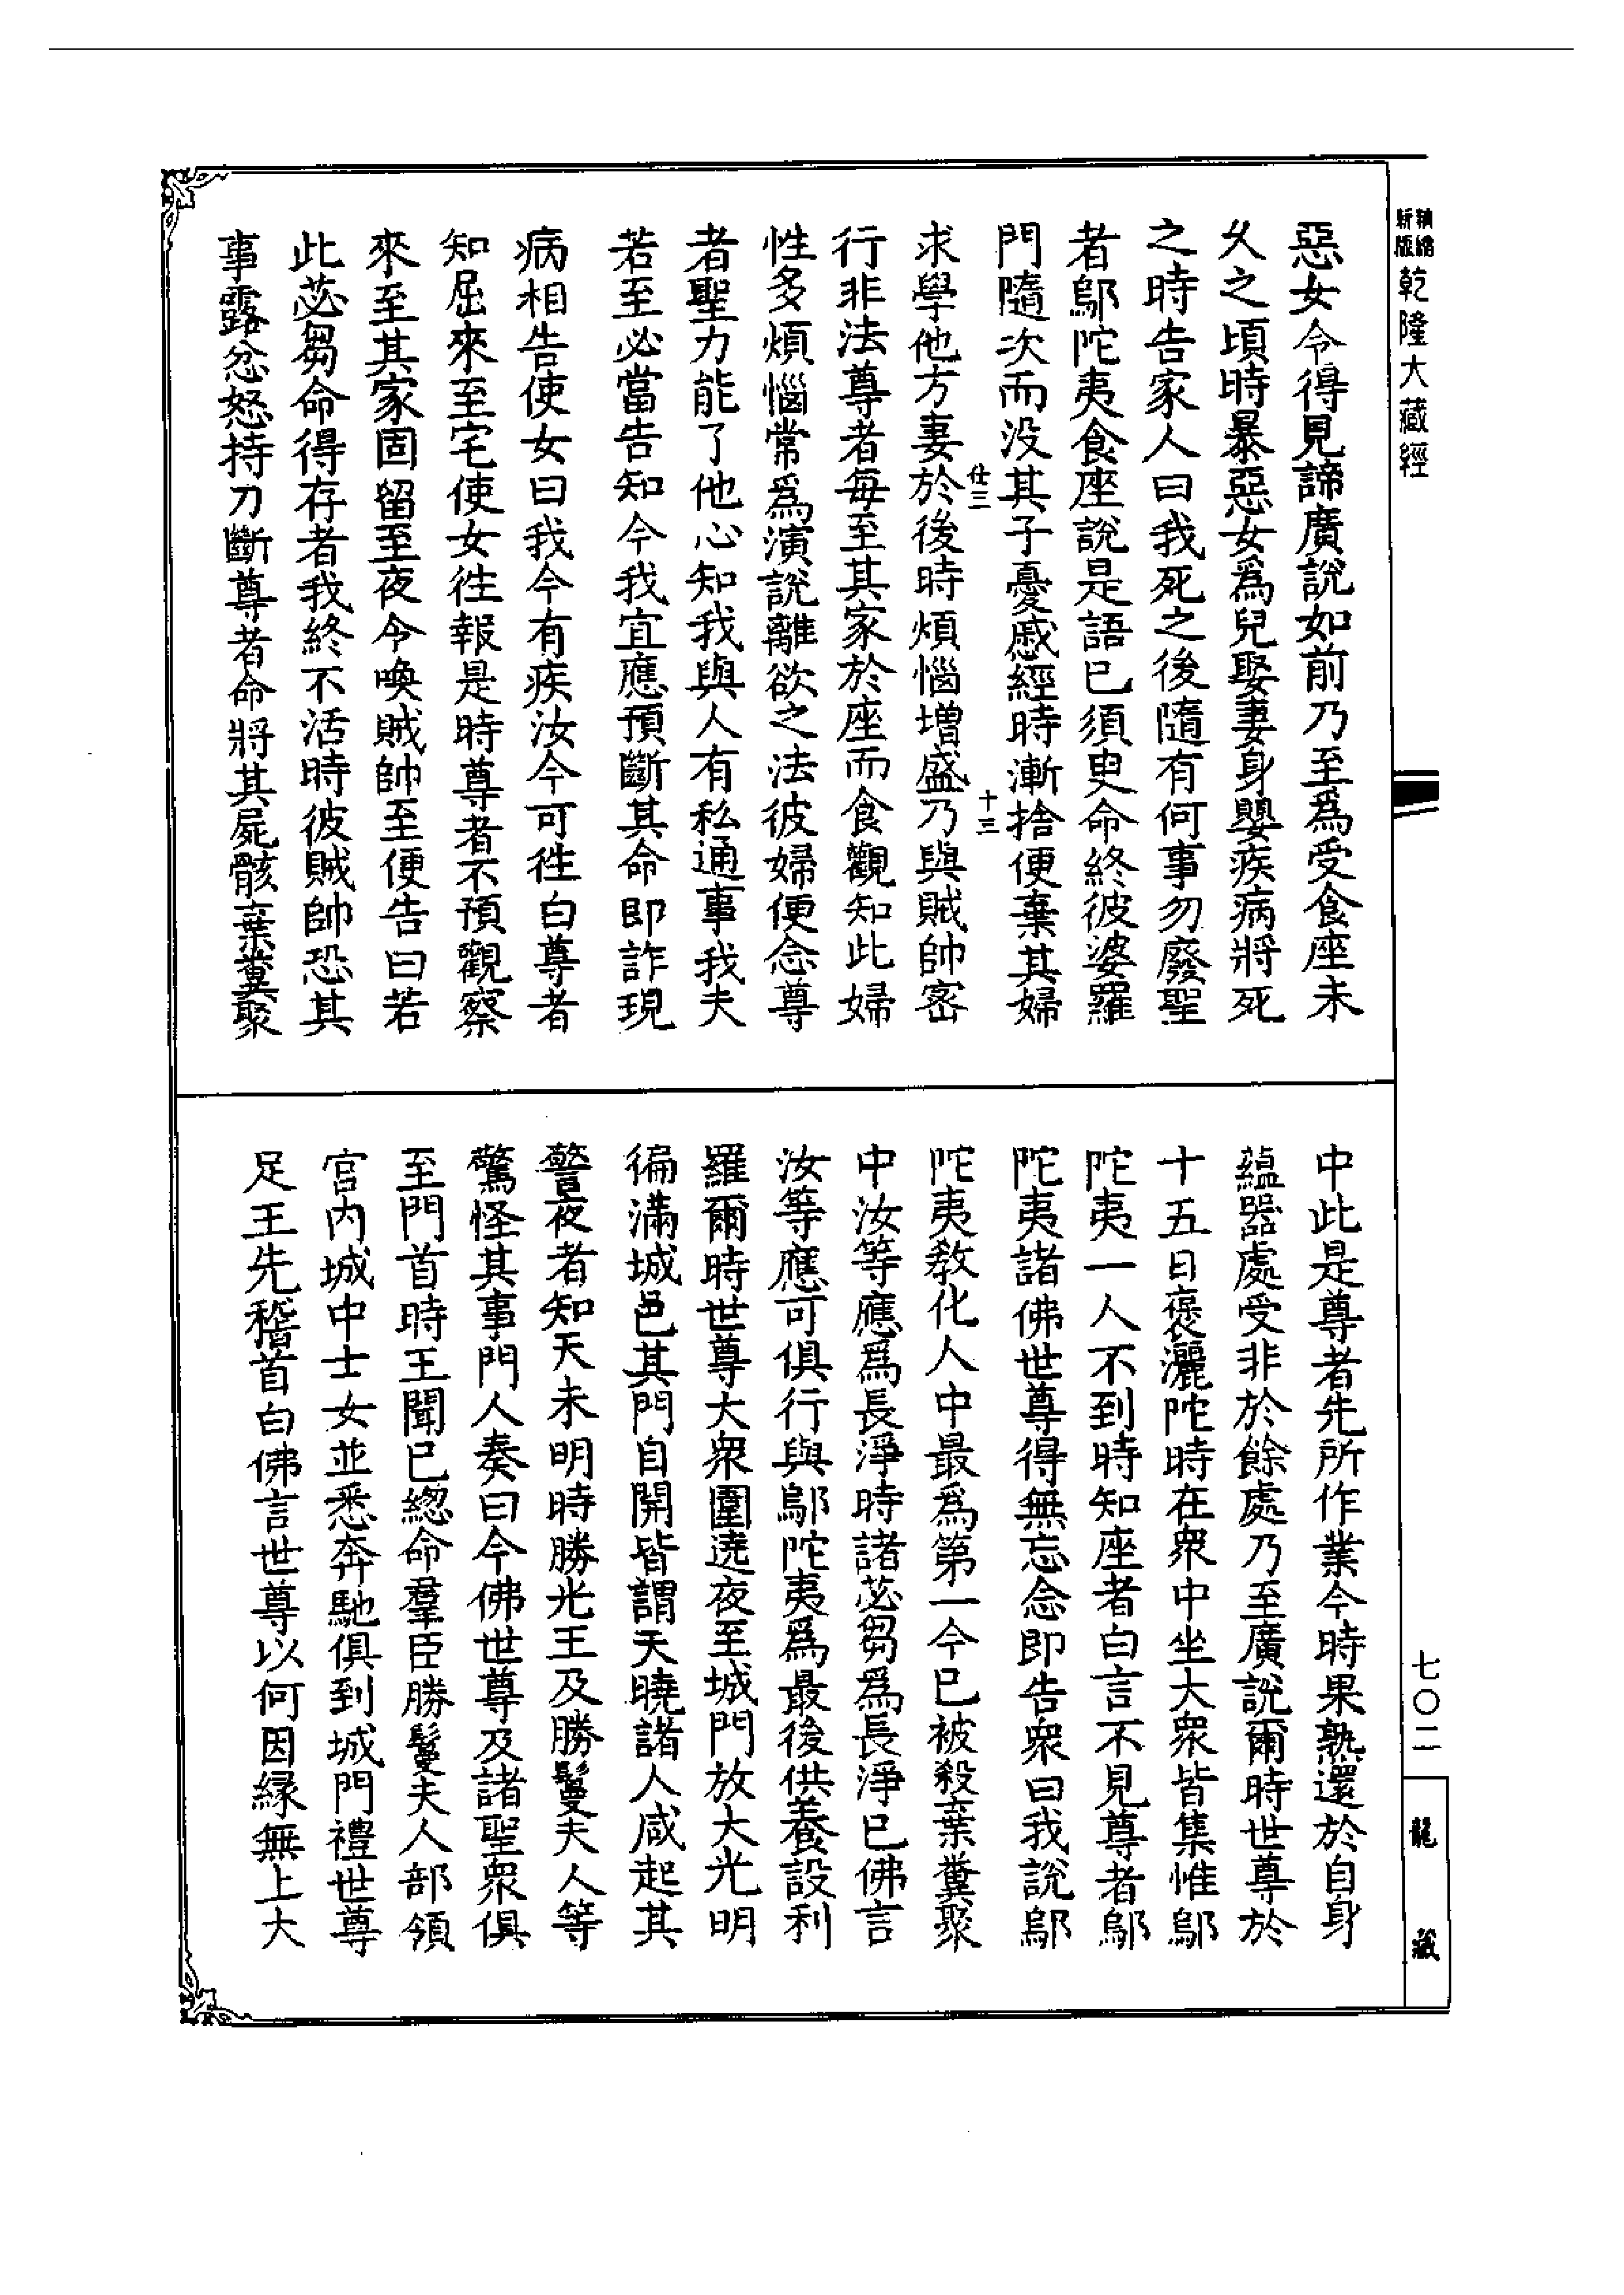 精縮
新版
乾隆大藏經
惡女令得見諦廣說如前乃至爲受食座未
久之頃時暴惡女爲兒娶妻身嬰疾病將死
之時告家人曰我死之後隨有何事勿廢聖
者鄔陀夷食座說是語已須臾命終彼婆羅
門隨次而没其子憂慼經時漸捨便棄其婦
仕三
十三
求學他方妻於後時煩惱增盛乃與賊帥密
行非法尊者每至其家於座而食觀知此婦
性多煩惱常爲演說離欲之法彼婦便念尊
者聖力能了他心知我與人有私通事我夫
若至必當告知今我宜應預斷其命即詐現
病相告使女曰我今有疾汝今可徃白尊者
知屈來至宅使女徃報是時尊者不預觀察
來至其家固留至夜令喚賊帥至便告曰若
此苾芻命得存者我終不活時彼賊帥恐其
事露忿怒持刀斷尊者命將其屍骸棄糞聚
中此是尊者先所作業今時果熟還於自身
蘊器處受非於餘處乃至廣說爾時世尊於
十五日褒灑陀時在衆中坐大衆皆集惟鄔
陀夷一人不到時知座者白言不見尊者鄔
陀夷諸佛世尊得無忘念即告衆曰我說鄔
陀夷教化人中最爲第一今已被殺棄糞聚
中汝等應爲長淨時諸苾芻爲長淨已佛言
汝等應可俱行與鄔陀夷爲最後供養設利
羅爾時世尊大衆圍遶夜至城門放大光明
徧滿城邑其門自開皆謂天曉諸人咸起其
警夜者知天未明時勝光王及勝鬘夫人等
驚怪其事門人奏曰今佛世尊及諸聖衆俱
至門首時王聞已緫命羣臣勝鬘夫人部領
宮内城中士女並悉奔馳俱到城門禮世尊
足王先稽首白佛言世尊以何因緣無上大
七〇二
龍藏